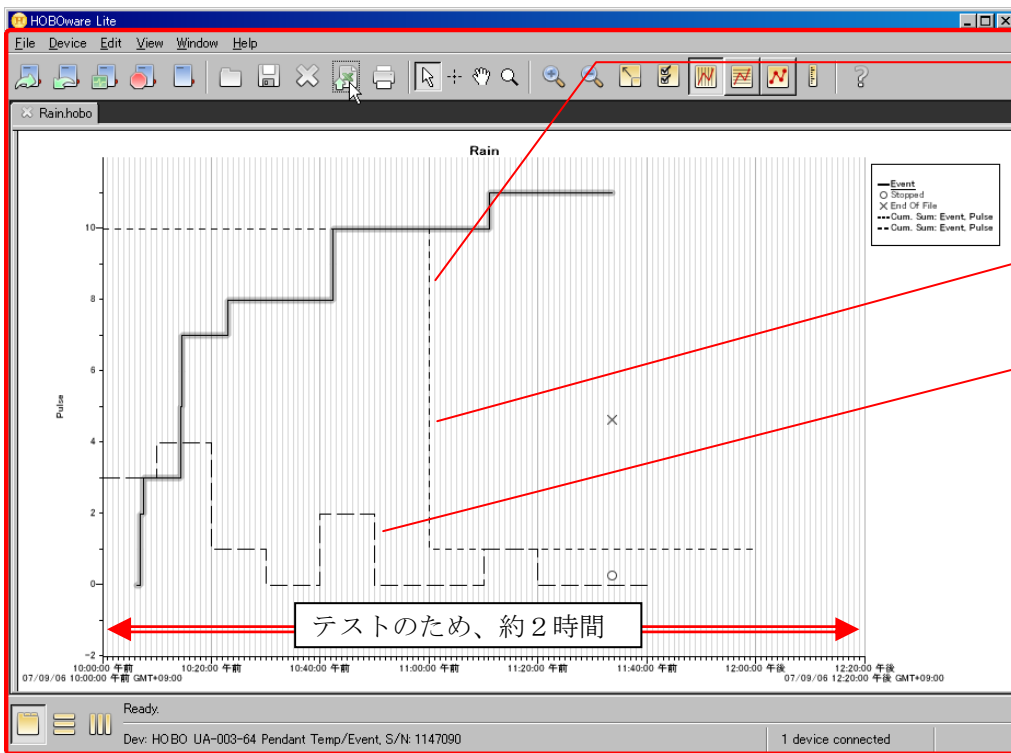 HOBOware Lite
File Device Edit View Window Help
Rain.hobo
Rain
Event
Stopped
End Of File
Cum. Sum: Event, Pulse
Cum. Sum: Event, Pulse
Pulse
10
8
6
4
2
0
-2
テストのため、約２時間
10:00:00 午前 10:20:00 午前 10:40:00 午前 11:00:00 午前 11:20:00 午前 11:40:00 午前 12:00:00 午後 12:20:00 午後
07/09/06 10:00:00 午前 GMT+09:00 07/09/06 12:20:00 午後 GMT+09:00
Ready.
Dev: HOBO UA-003-64 Pendant Temp/Event, S/N: 1147090 1 device connected